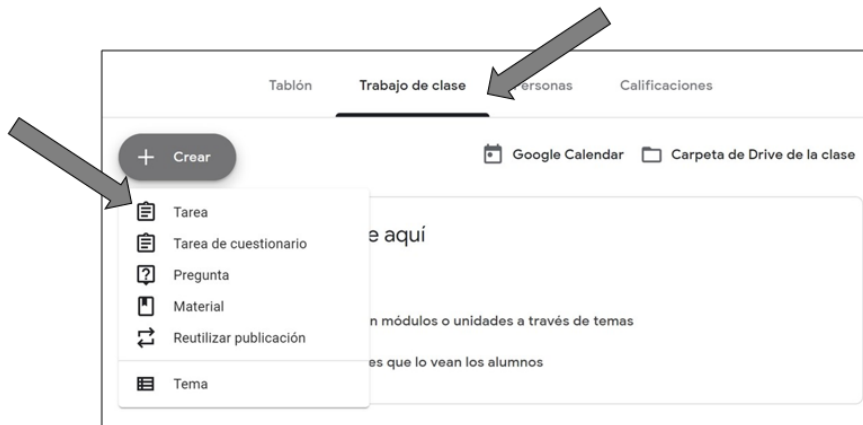 Tablón Trabajo de clase ersonas Calificaciones
+ Crear
Google Calendar Carpeta de Drive de la clase
Tarea
Tarea de cuestionario
Pregunta
Material
Reutilizar publicación
Tema
e aquí
n módulos o unidades a través de temas
es que lo vean los alumnos